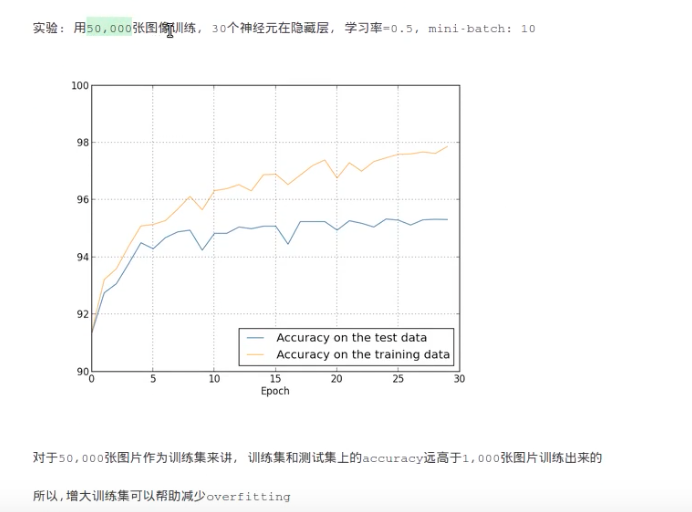 实验: 用50,000张图像训练, 30个神经元在隐藏层, 学习率=0.5, mini-batch: 10
100
98
96
94
92
90
0
5
10
15
20
25
30
Epoch
Accuracy on the test data
Accuracy on the training data
对于50,000张图片作为训练集来讲, 训练集和测试集上的accuracy远高于1,000张图片训练出来的
所以,增大训练集可以帮助减少overfitting